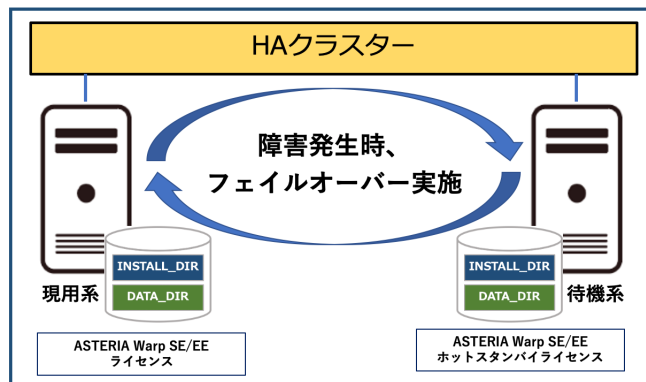 HAクラスター
障害発生時、
フェイルオーバー実施
INSTALL_DIR
DATA_DIR
現用系
INSTALL_DIR
DATA_DIR
待機系
ASTERIA Warp SE/EE
ライセンス
ASTERIA Warp SE/EE
ホットスタンバイライセンス